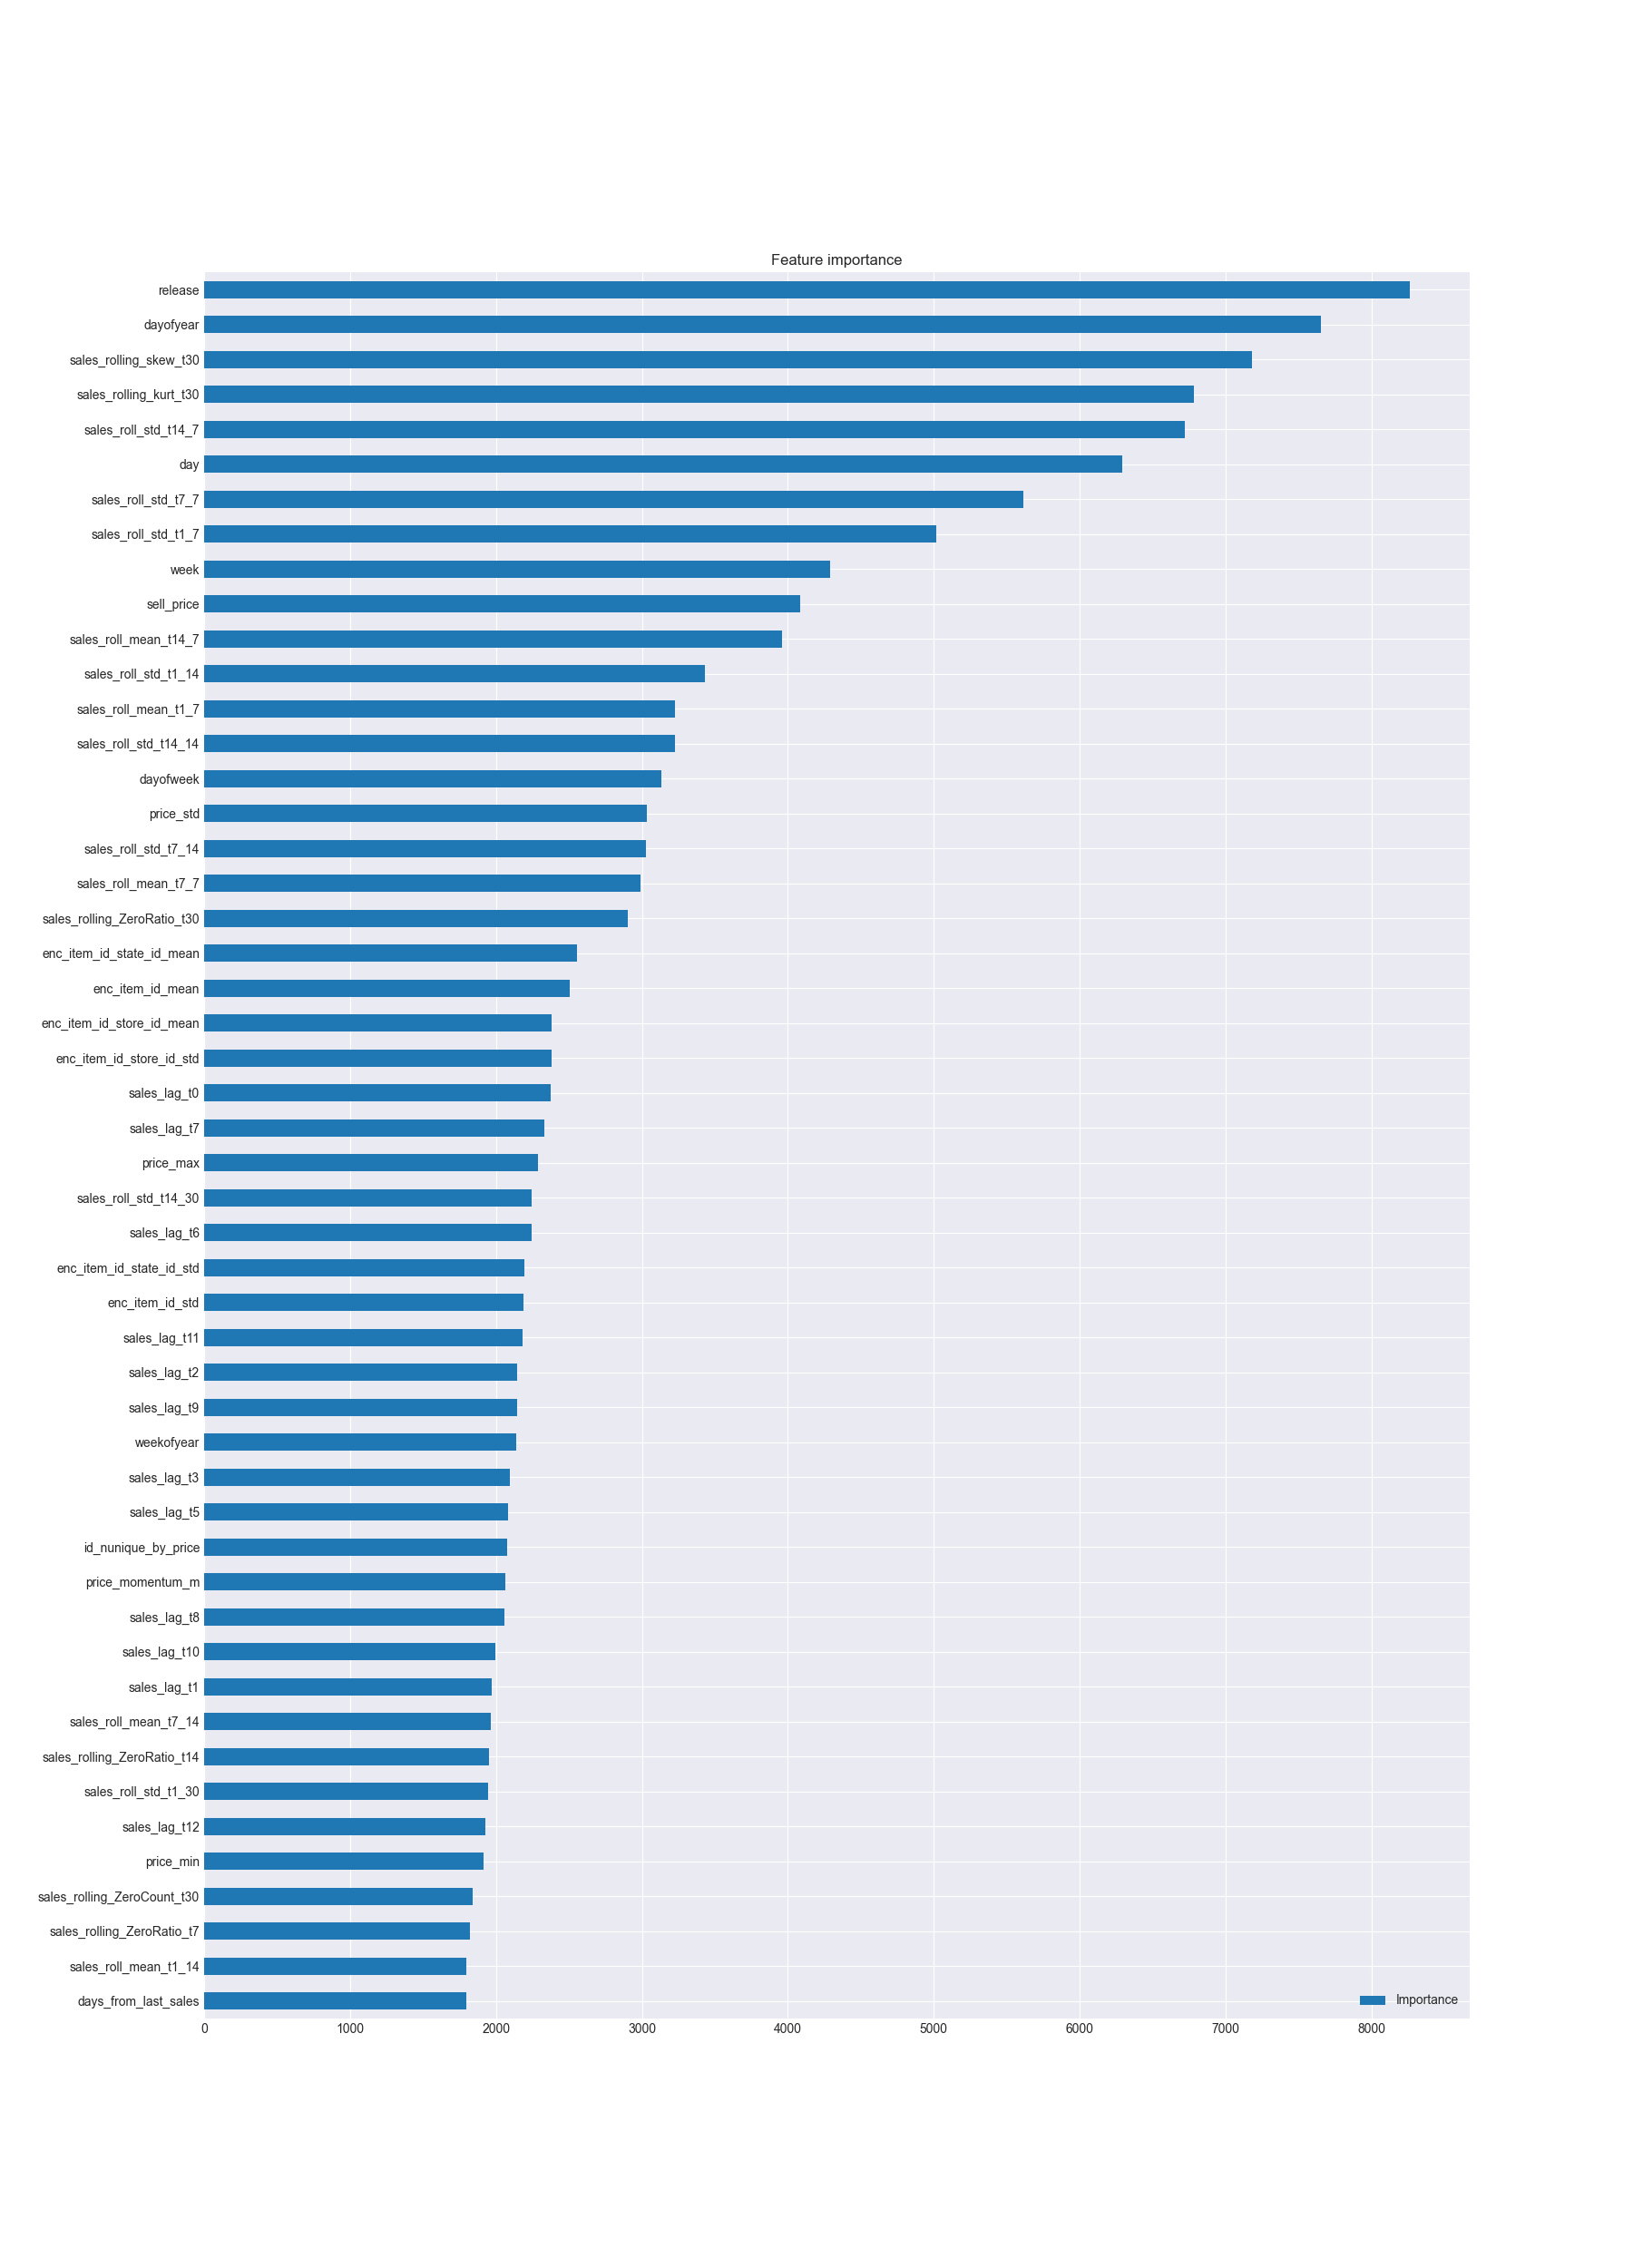 Feature importance
release
dayofyear
sales_rolling_skew_t30
sales_rolling_kurt_t30
sales_roll_std_t14_7
day
sales_roll_std_t7_7
sales_roll_std_t1_7
week
sell_price
sales_roll_mean_t14_7
sales_roll_std_t1_14
sales_roll_mean_t1_7
sales_roll_std_t14_14
dayofweek
price_std
sales_roll_std_t7_14
sales_roll_mean_t7_7
sales_rolling_ZeroRatio_t30
enc_item_id_state_id_mean
enc_item_id_mean
enc_item_id_store_id_mean
enc_item_id_store_id_std
sales_lag_t0
sales_lag_t7
price_max
sales_roll_std_t14_30
sales_lag_t6
enc_item_id_state_id_std
enc_item_id_std
sales_lag_t11
sales_lag_t2
sales_lag_t9
weekofyear
sales_lag_t3
sales_lag_t5
id_nunique_by_price
price_momentum_m
sales_lag_t8
sales_lag_t10
sales_lag_t1
sales_roll_mean_t7_14
sales_rolling_ZeroRatio_t14
sales_roll_std_t1_30
sales_lag_t12
price_min
sales_rolling_ZeroCount_t30
sales_rolling_ZeroRatio_t7
sales_roll_mean_t1_14
days_from_last_sales
Importance
0 1000 2000 3000 4000 5000 6000 7000 8000